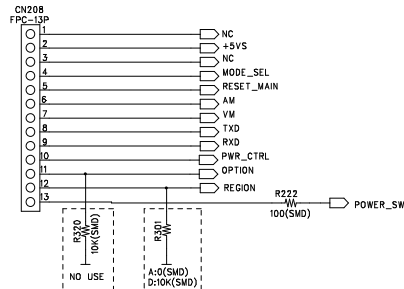 CN208
FPC-13P
1 NC
2 +5VS
3 NC
4 MODE_SEL
5 RESET_MAIN
6 AM
7 VM
8 TXD
9 RXD
10 PWR_CTRL
11 OPTION
12 REGION
13 R222 POWER_SW
100(SMD)
R320
10K(SMD)
NO USE
R301
A:0(SMD)
D:10K(SMD)